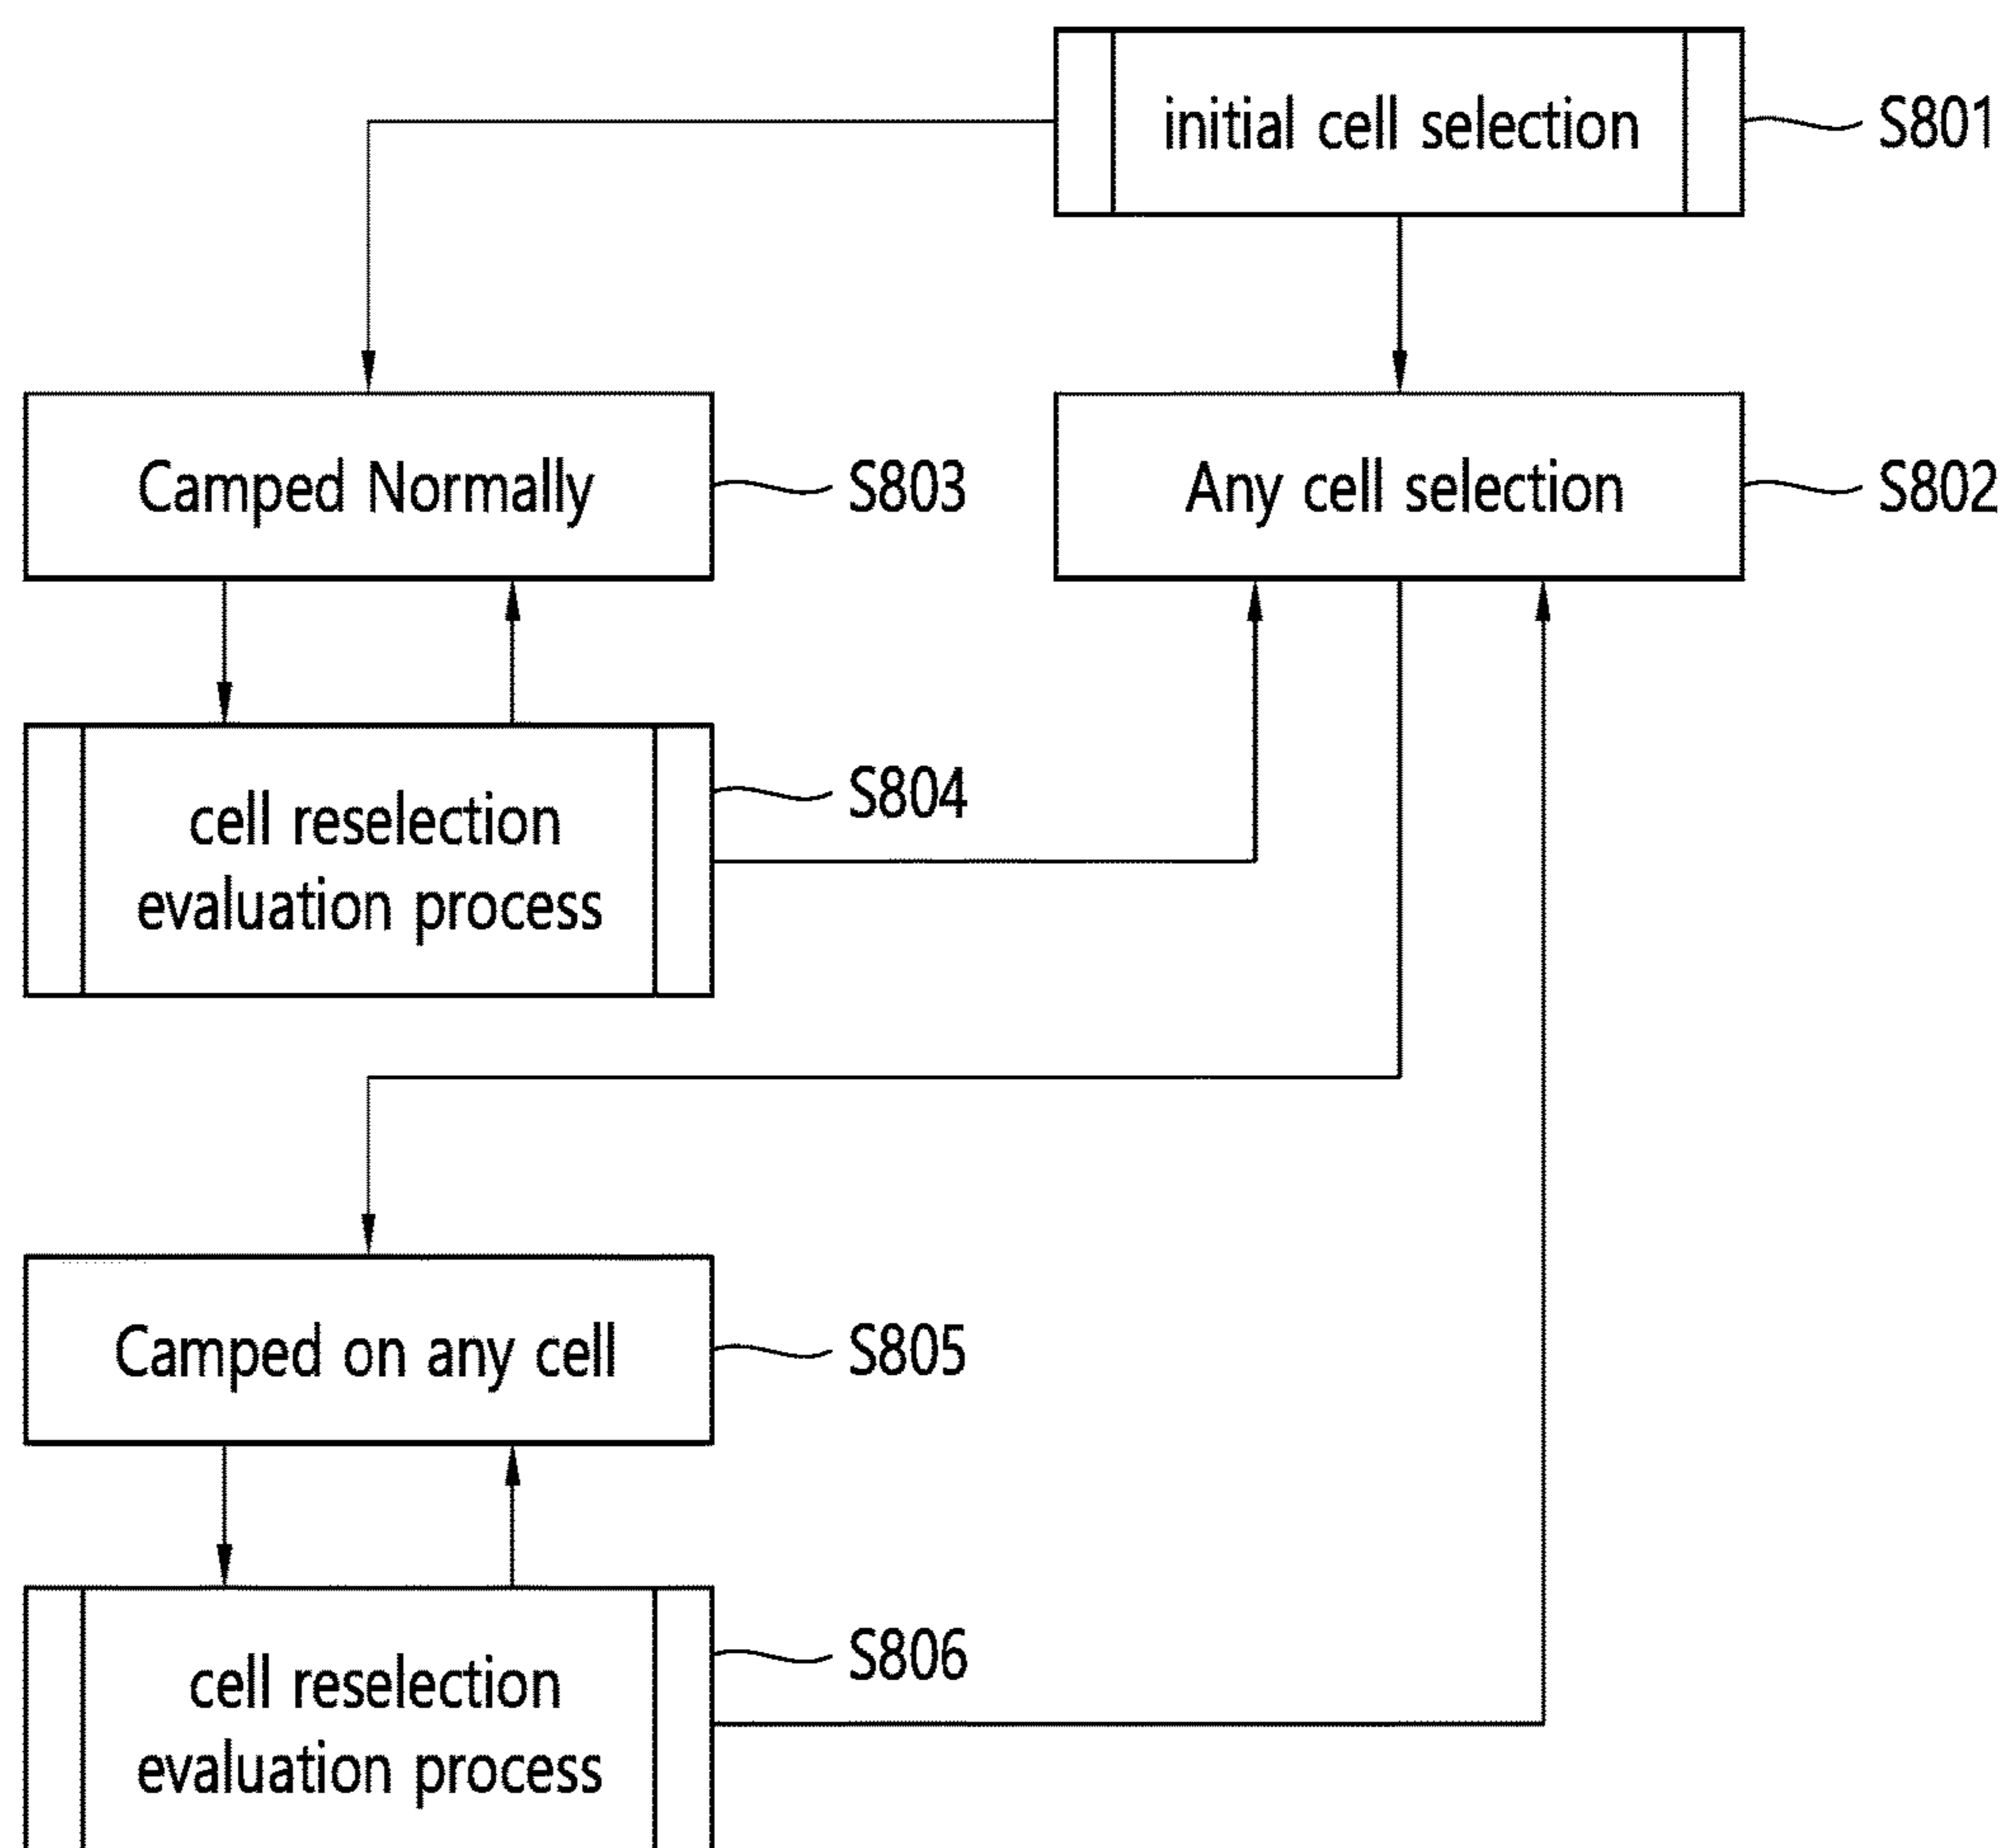 initial cell selection
S801
Camped Normally
S803
Any cell selection
S802
cell reselection
evaluation process
S804
Camped on any cell
S805
cell reselection
evaluation process
S806